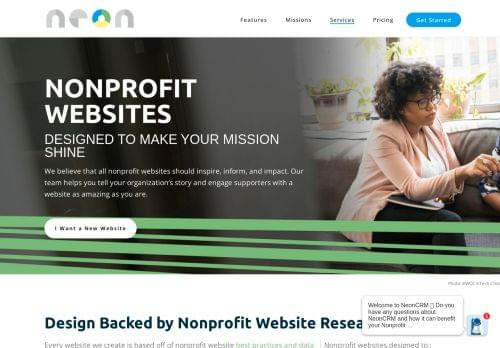 neon
Features
Missions
Services
Pricing
Get Started
NONPROFIT
WEBSITES
DESIGNED TO MAKE YOUR MISSION
SHINE
We believe that all nonprofit websites should inspire, inform, and impact. Our
team helps you tell your organization's story and engage supporters with a
website as amazing as you are.
I Want a New Website
Photo #WOCinTech Chat
Welcome to NeonCRM Do you
have any questions about
NeonCRM and how it can benefit
your Nonprofit ...
1
Design Backed by Nonprofit Website Resea
Every website we create is based off of nonprofit website best practices and data
Nonprofit websites designed to :